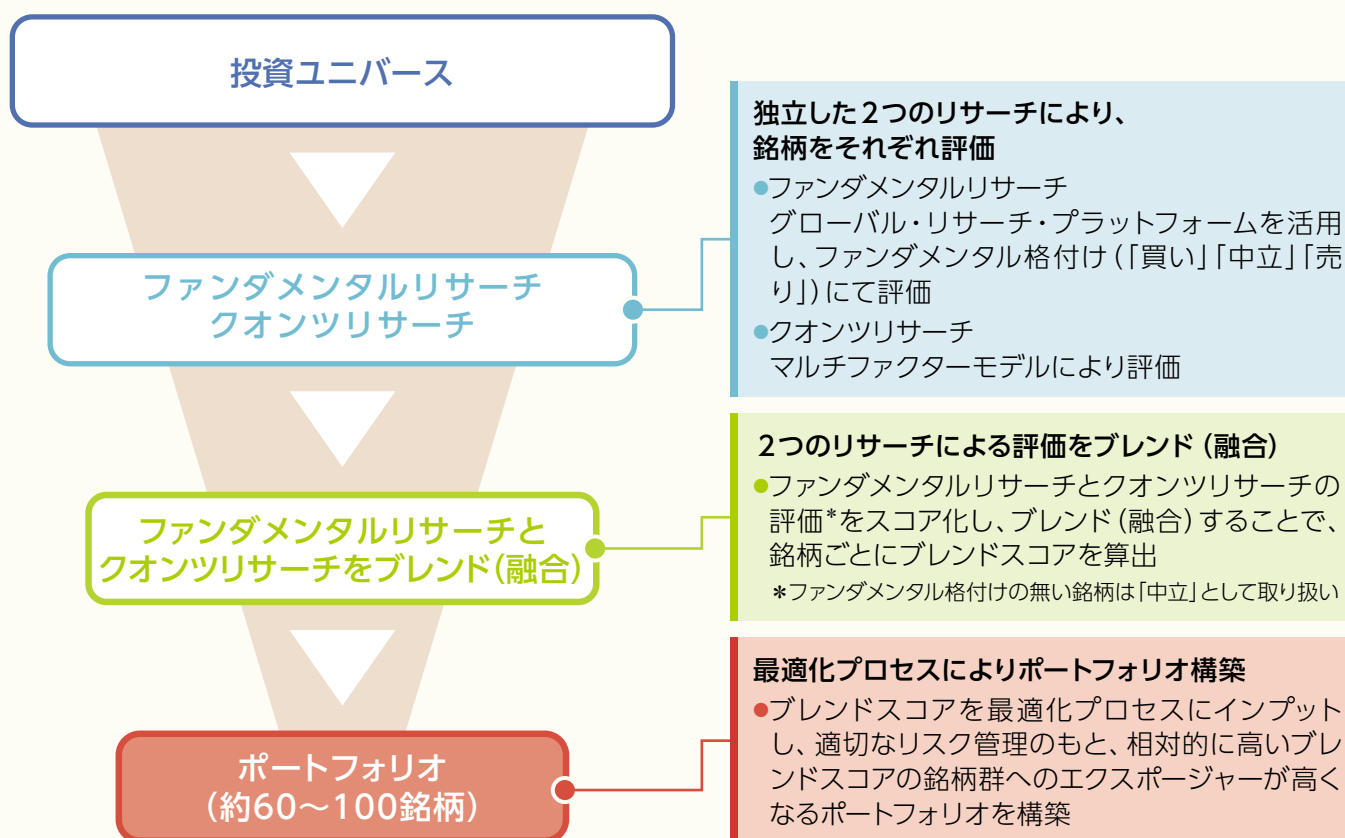 投資ユニバース
独立した2つのリサーチにより、
銘柄をそれぞれ評価
●ファンダメンタルリサーチ
グローバル・リサーチ・プラットフォームを活用
し、ファンダメンタル格付け(「買い」「中立」「売
り」)にて評価
●クオンツリサーチ
マルチファクターモデルにより評価
ファンダメンタルリサーチ
クオンツリサーチ
2つのリサーチによる評価をブレンド(融合)
●ファンダメンタルリサーチとクオンツリサーチの
評価*をスコア化し、ブレンド(融合)することで、
銘柄ごとにブレンドスコアを算出
*ファンダメンタル格付けの無い銘柄は「中立」として取り扱い
ファンダメンタルリサーチと
クオンツリサーチをブレンド(融合)
最適化プロセスによりポートフォリオ構築
●ブレンドスコアを最適化プロセスにインプット
し、適切なリスク管理のもと、相対的に高いブレ
ンドスコアの銘柄群へのエクスポージャーが高く
なるポートフォリオを構築
ポートフォリオ
(約60～100銘柄)